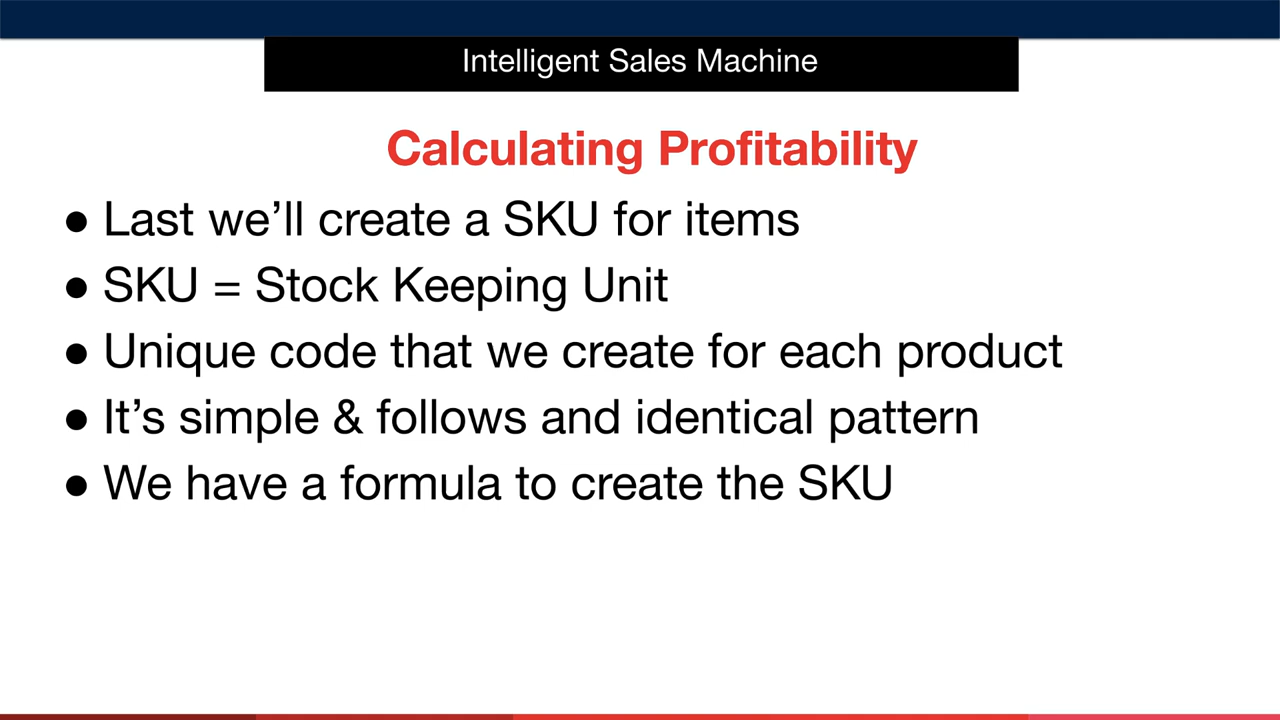 Intelligent Sales Machine
Calculating Profitability
● Last we’ll create a SKU for items
● SKU = Stock Keeping Unit
● Unique code that we create for each product
● It’s simple & follows and identical pattern
● We have a formula to create the SKU